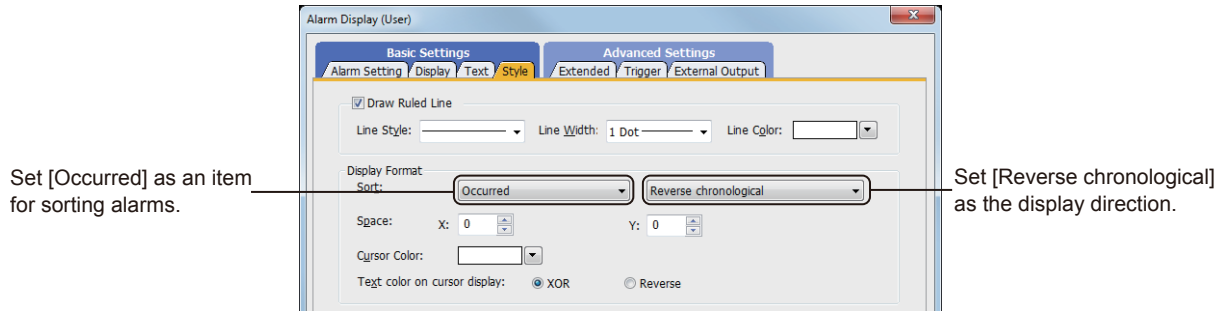 Alarm Display (User)
Basic Settings
Advanced Settings
Alarm Setting Display Text Style Extended Trigger External Output
Draw Ruled Line
Line Style: Line Width: 1 Dot Line Color:
Display Format
Sort: Occurred Reverse chronological
Space: X: 0 Y: 0
Cursor Color:
Text color on cursor display: XOR Reverse
Set [Occurred] as an item
for sorting alarms.
Set [Reverse chronological]
as the display direction.